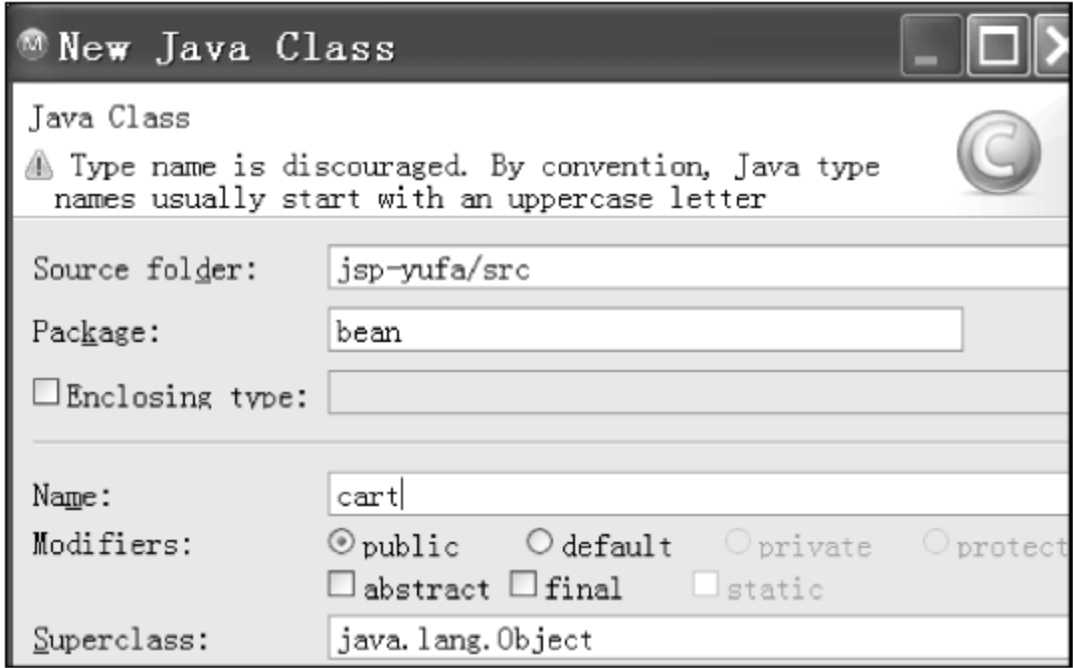 New Java Class
Java Class
Type name is discouraged. By convention, Java type
names usually start with an uppercase letter
Source folder: jsp-yufa/src
Package: bean
Enclosing type:
Name: cart
Modifiers: public default private protect
abstract final static
Superclass: java.lang.Object